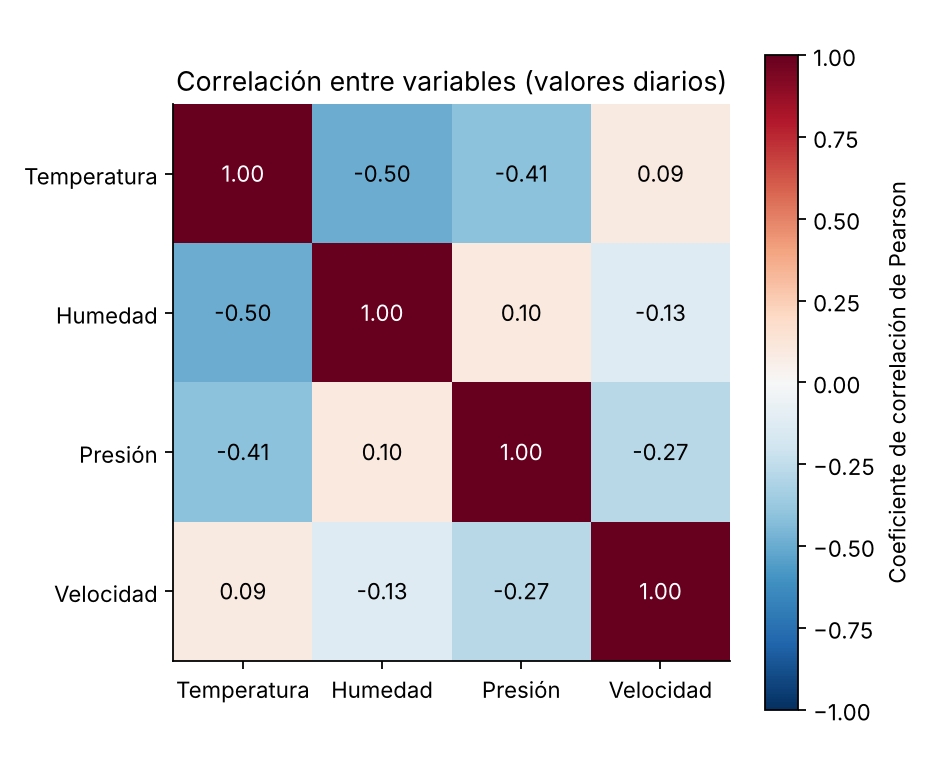 Correlación entre variables (valores diarios)
Temperatura 1.00 -0.50 -0.41 0.09
Humedad -0.50 1.00 0.10 -0.13
Presión -0.41 0.10 1.00 -0.27
Velocidad 0.09 -0.13 -0.27 1.00
Temperatura Humedad Presión Velocidad
1.00
0.75
0.50
0.25
0.00
−0.25
−0.50
−0.75
−1.00
Coeficiente de correlación de Pearson